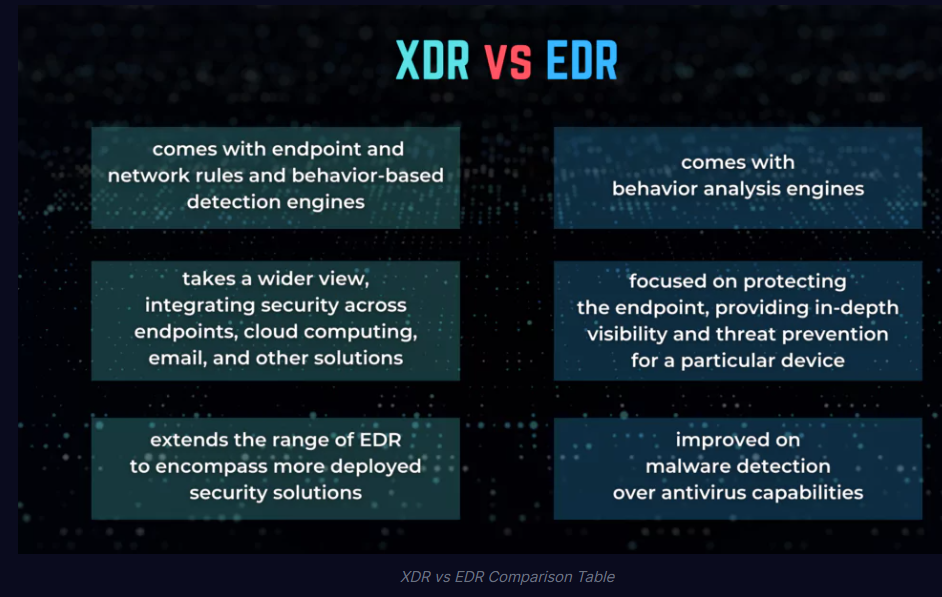 XDR vs EDR
comes with endpoint and
network rules and behavior-based
detection engines
comes with
behavior analysis engines
takes a wider view,
integrating security across
endpoints, cloud computing,
email, and other solutions
focused on protecting
the endpoint, providing in-depth
visibility and threat prevention
for a particular device
extends the range of EDR
to encompass more deployed
security solutions
improved on
malware detection
over antivirus capabilities
XDR vs EDR Comparison Table